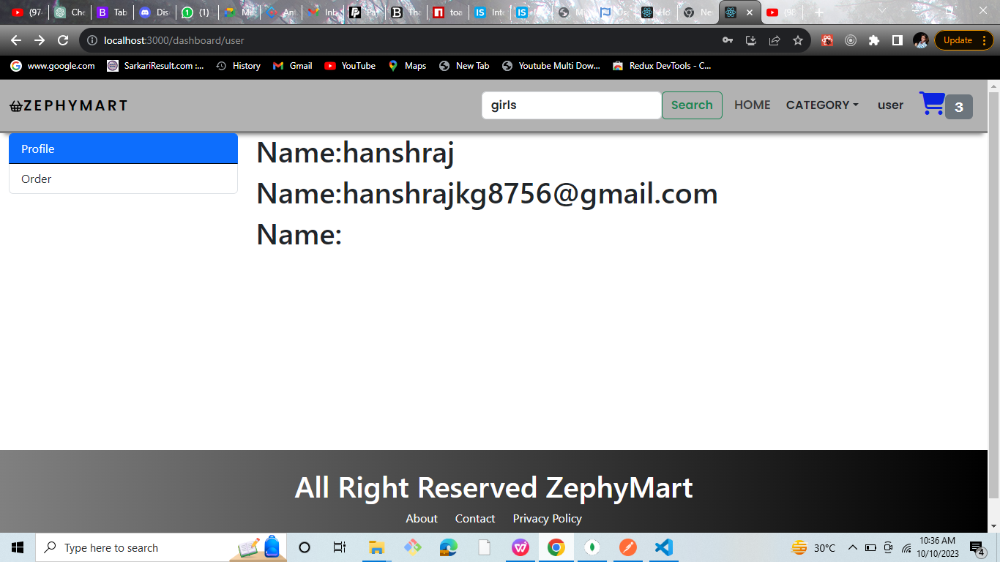 (97
Che
Tab
Dis
(1)
Me
Ant
Inb
Pa
Tha
toa
Inte
Ho
Ne
(98
localhost:3000/dashboard/user
Update
www.google.com
SarkariResult.com :...
History
Gmail
YouTube
Maps
New Tab
Youtube Multi Dow...
Redux DevTools - C...
ZEPHYMART
girls
Search
HOME
CATEGORY
user
3
Profile
Order
Name:hanshraj
Name:hanshrajkg8756@gmail.com
Name:
All Right Reserved ZephyMart
About
Contact
Privacy Policy
Type here to search
30°C
10:36 AM
10/10/2023
4